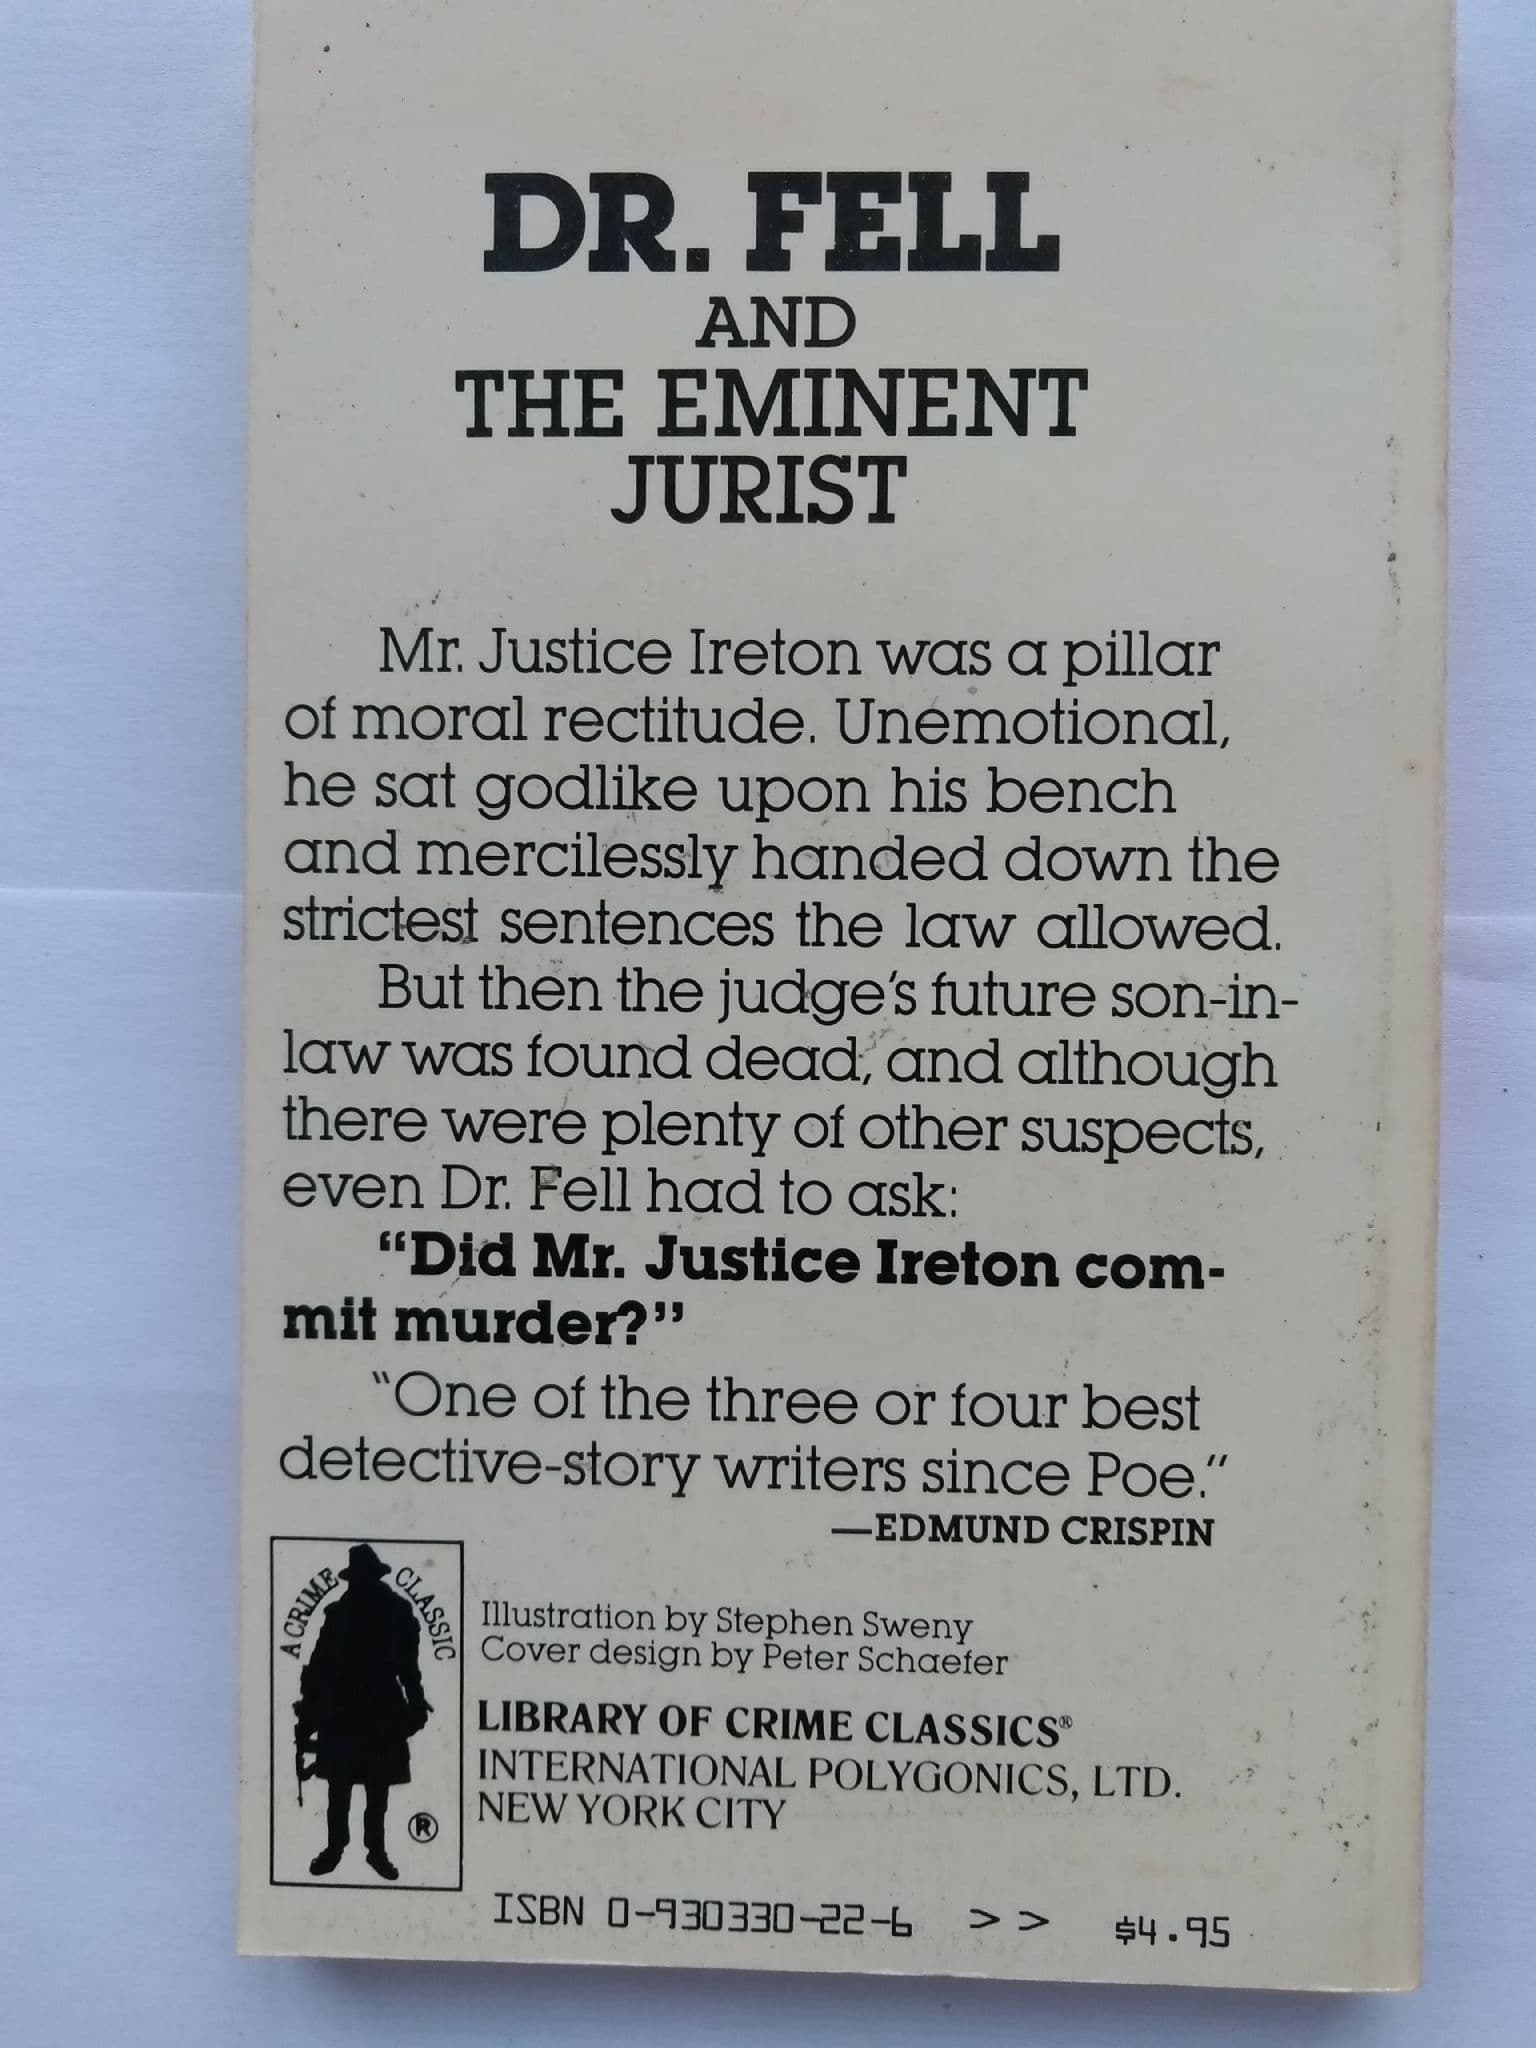 DR. FELL
AND
THE EMINENT
JURIST
Mr. Justice Ireton was a pillar
of moral rectitude. Unemotional,
he sat godlike upon his bench
and mercilessly handed down the
strictest sentences the law allowed.
But then the judge's future son-in-
law was found dead, and although
there were plenty of other suspects,
even Dr. Fell had to ask:
"Did Mr. Justice Ireton com-
mit murder?"
"One of the three or four best
detective-story writers since Poe."
—EDMUND CRISPIN
A CRIME CLASSIC
®
Illustration by Stephen Sweny
Cover design by Peter Schaefer
LIBRARY OF CRIME CLASSICS®
INTERNATIONAL POLYGONICS, LTD.
NEW YORK CITY
ISBN 0-930330-22-6 >> $4.95